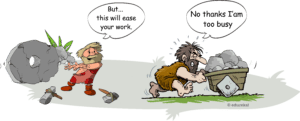 But...
this will ease
your work.
No thanks I'am
too busy